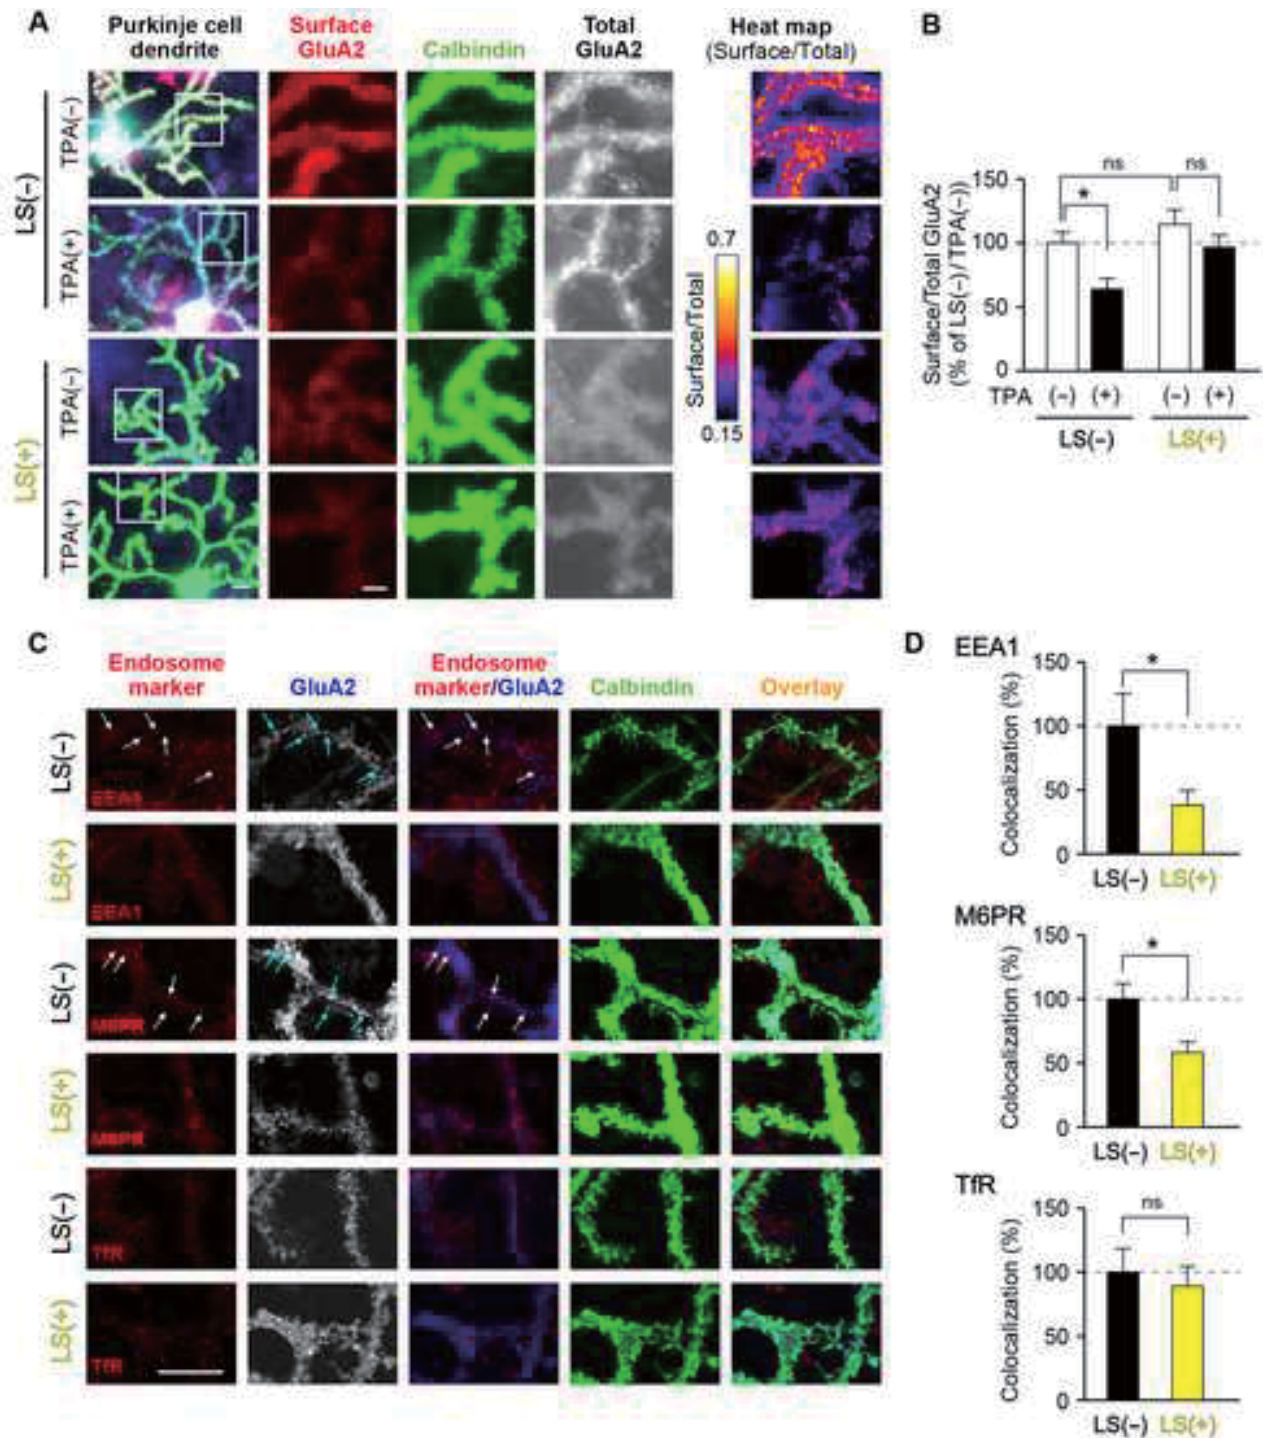 A
Purkinje cell
dendrite
Surface
GluA2
Calbindin
Total
GluA2
Heat map
(Surface/Total)
LS(−)
TPA(−)
TPA(+)
LS(+)
TPA(−)
TPA(+)
0.7
Surface/Total
0.15
B
Surface/Total GluA2
(% of LS(−) / TPA(−))
150
100
50
0
ns
ns
*
TPA (−) (+) (−) (+)
LS(−) LS(+)
C
Endosome
marker
GluA2
Endosome
marker/GluA2
Calbindin
Overlay
LS(−)
EEA1
LS(+)
EEA1
LS(−)
M6PR
LS(+)
M6PR
LS(−)
TfR
LS(+)
TfR
D
EEA1
Colocalization (%)
150
100
50
0
*
LS(−) LS(+)
M6PR
Colocalization (%)
150
100
50
0
*
LS(−) LS(+)
TfR
Colocalization (%)
150
100
50
0
ns
LS(−) LS(+)